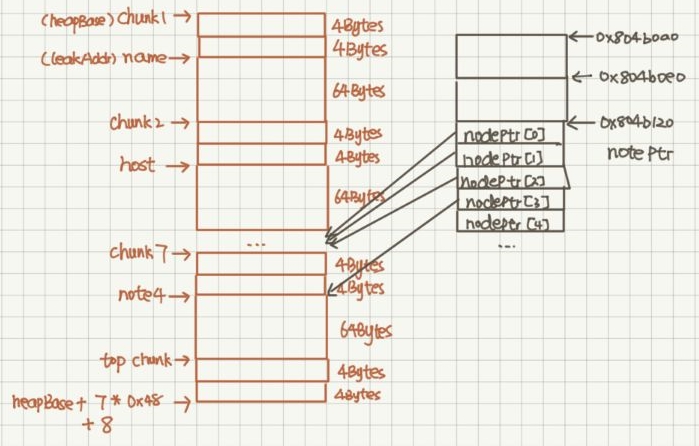 (heapBase) chunk1
4Bytes
4Bytes
(leakAddr) name
64Bytes
chunk2
4Bytes
4Bytes
host
64Bytes
...
chunk7
4Bytes
4Bytes
note4
64Bytes
top chunk
4Bytes
4Bytes
heapBase + 7 * 0x48
+ 8
0x804b0a0
0x804b0e0
0x804b120
notePtr
nodePtr[0]
nodePtr[1]
nodePtr[2]
nodePtr[3]
nodePtr[4]
...